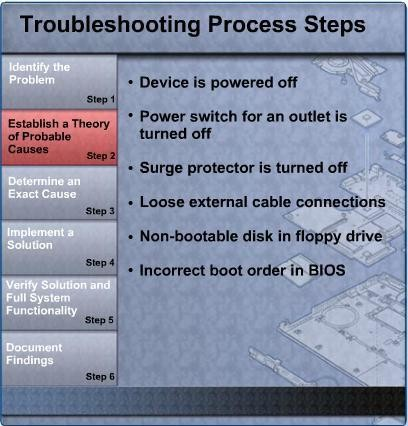 Troubleshooting Process Steps
Identify the
Problem
Step 1
Establish a Theory
of Probable
Causes
Step 2
Determine an
Exact Cause
Step 3
Implement a
Solution
Step 4
Verify Solution and
Full System
Functionality
Step 5
Document
Findings
Step 6
• Device is powered off
• Power switch for an outlet is
turned off
• Surge protector is turned off
• Loose external cable connections
• Non-bootable disk in floppy drive
• Incorrect boot order in BIOS